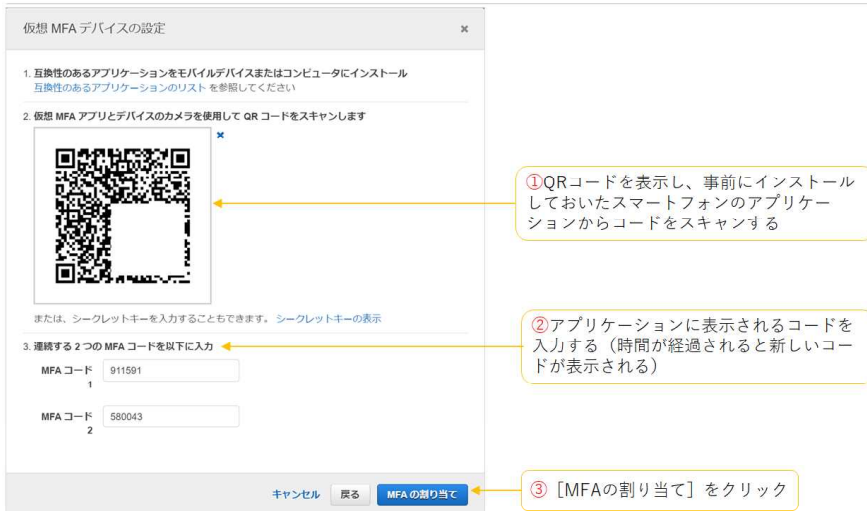 仮想 MFA デバイスの設定
×
1. 互換性のあるアプリケーションをモバイルデバイスまたはコンピュータにインストール
互換性のあるアプリケーションのリスト を参照してください
2. 仮想 MFA アプリとデバイスのカメラを使用して QR コードをスキャンします
×
①QRコードを表示し、事前にインストール
しておいたスマートフォンのアプリケー
ションからコードをスキャンする
または、シークレットキーを入力することもできます。 シークレットキーの表示
②アプリケーションに表示されるコードを
入力する（時間が経過されると新しいコー
ドが表示される）
3. 連続する 2 つの MFA コードを以下に入力
MFA コード 911591
1
MFA コード 580043
2
キャンセル 戻る MFA の割り当て
③［MFAの割り当て］をクリック